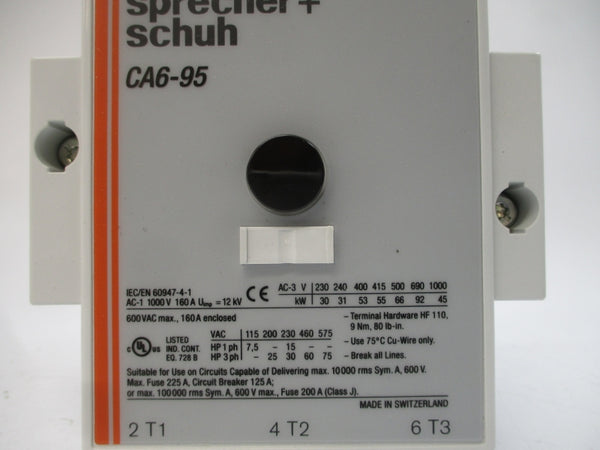 sprecher+
schuh
CA6-95
IEC/EN 60947-4-1
AC-1 1000 V 160 A Uimp = 12 kV
CE
AC-3 V 230 240 400 415 500 690 1000
kW 30 31 53 55 66 92 45
600 VAC max., 160 A enclosed
c UL us LISTED
IND. CONT.
EQ. 728 B
VAC 115 200 230 460 575
HP 1 ph 7,5 – 15 – –
HP 3 ph – 25 30 60 75
– Terminal Hardware HF 110,
9 Nm, 80 lb-in.
– Use 75°C Cu-Wire only.
– Break all Lines.
Suitable for Use on Circuits Capable of Delivering max. 10 000 rms Sym. A, 600 V.
Max. Fuse 225 A, Circuit Breaker 125 A;
or max. 100 000 rms Sym. A, 600 V max., Fuse 200 A (Class J).
MADE IN SWITZERLAND
2 T1 4 T2 6 T3